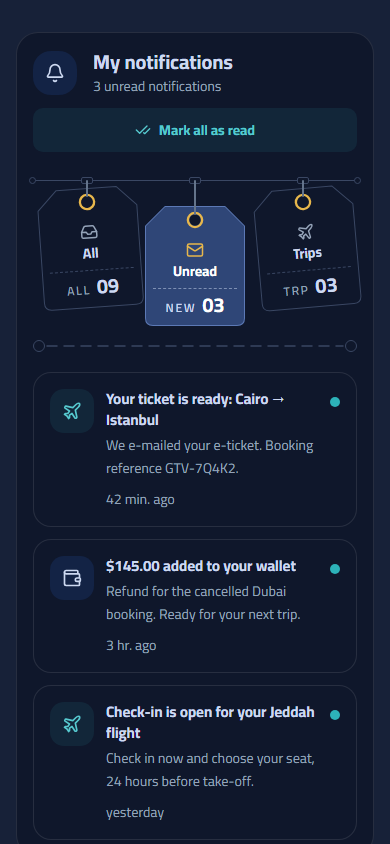 My notifications
3 unread notifications
Mark all as read
All
ALL 09
Unread
NEW 03
Trips
TRP 03
Your ticket is ready: Cairo →
Istanbul
We e-mailed your e-ticket. Booking
reference GTV-7Q4K2.
42 min. ago
$145.00 added to your wallet
Refund for the cancelled Dubai
booking. Ready for your next trip.
3 hr. ago
Check-in is open for your Jeddah
flight
Check in now and choose your seat,
24 hours before take-off.
yesterday